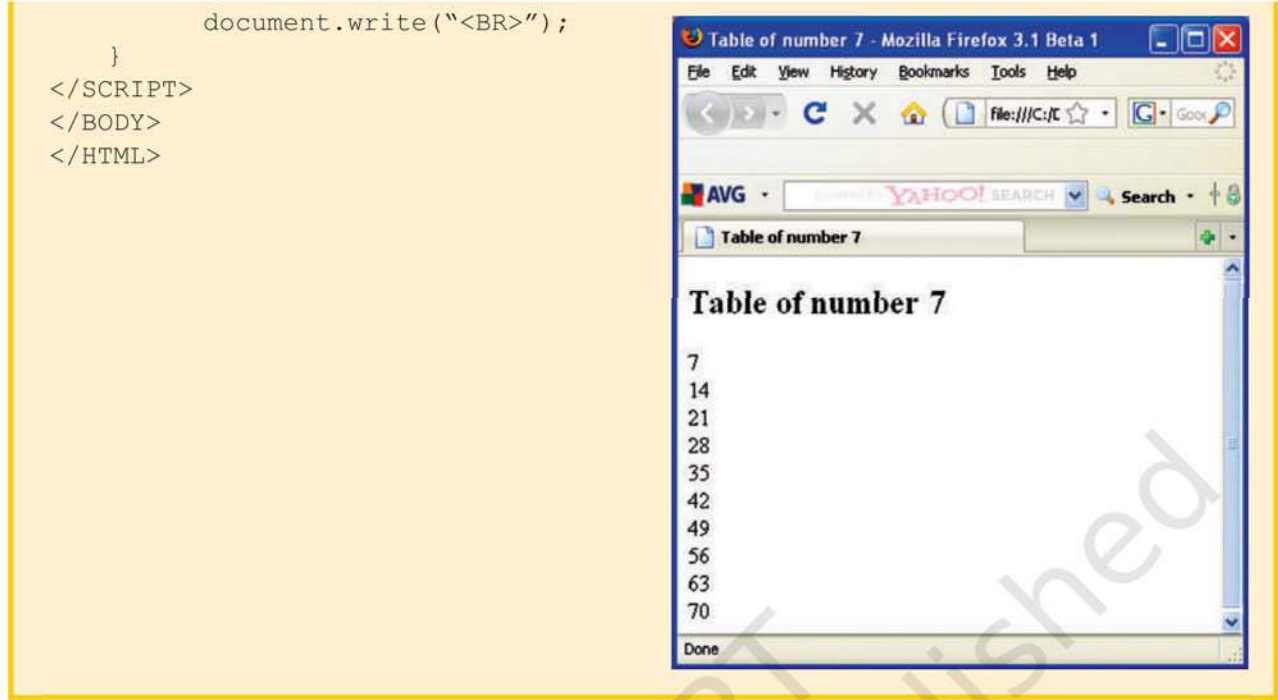 document.write(“<BR>”);
}
</SCRIPT>
</BODY>
</HTML>
Table of number 7 - Mozilla Firefox 3.1 Beta 1
File Edit View History Bookmarks Tools Help
file:///C:/D
AVG YAHOO! SEARCH Search
Table of number 7
Table of number 7
7
14
21
28
35
42
49
56
63
70
Done